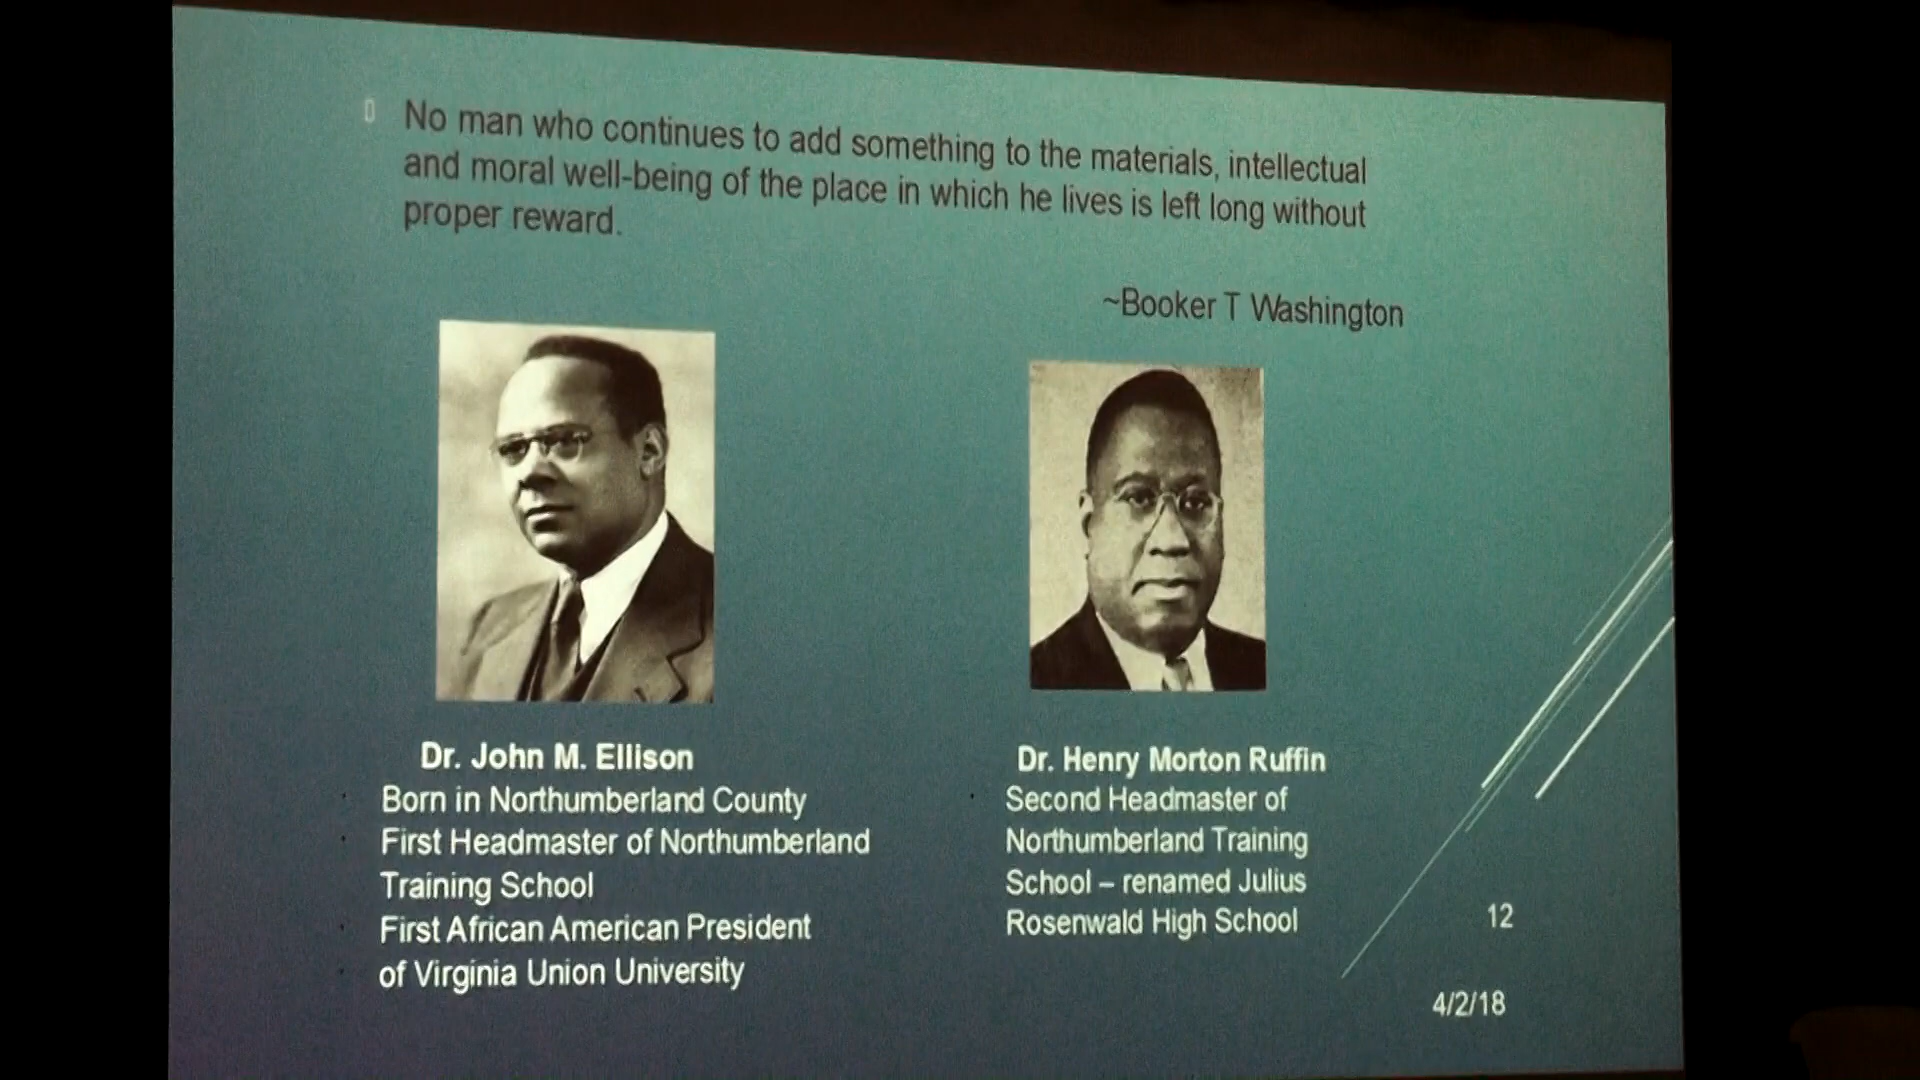 No man who continues to add something to the materials, intellectual
and moral well-being of the place in which he lives is left long without
proper reward.
~Booker T Washington
Dr. John M. Ellison
Born in Northumberland County
First Headmaster of Northumberland
Training School
First African American President
of Virginia Union University
Dr. Henry Morton Ruffin
Second Headmaster of
Northumberland Training
School – renamed Julius
Rosenwald High School
12
4/2/18